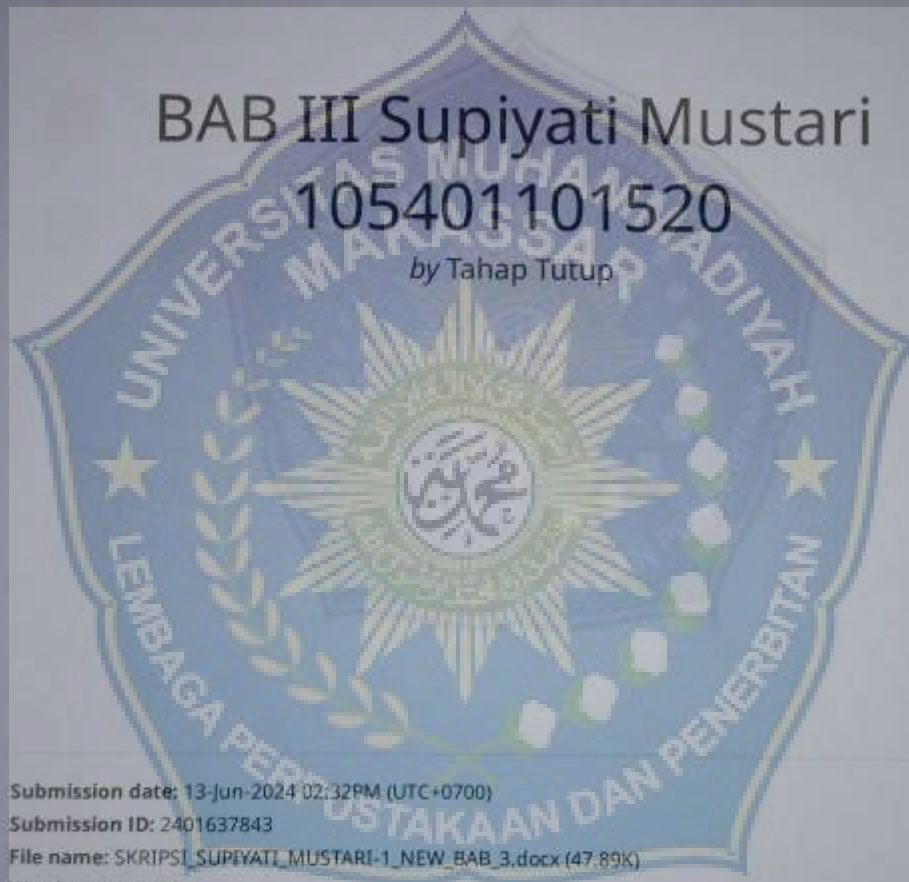 BAB III Supiyati Mustari
105401101520
by Tahap Tutup
UNIVERSITAS MUHAMMADIYAH
MAKASSAR
LEMBAGA PERPUSTAKAAN DAN PENERBITAN
Submission date: 13-Jun-2024 02:32PM (UTC+0700)
Submission ID: 2401637843
File name: SKRIPSI_SUPIYATI_MUSTARI-1_NEW_BAB_3.docx (47.89K)